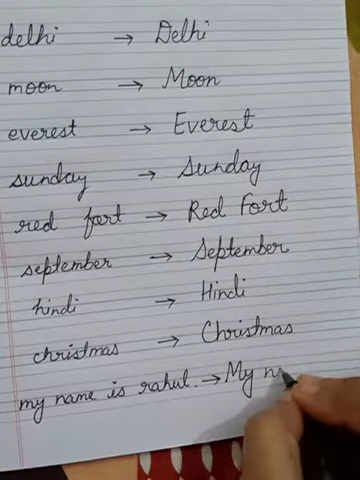 delhi → Delhi
moon → Moon
everest → Everest
sunday → Sunday
red fort → Red Fort
september → September
hindi → Hindi
christmas → Christmas
my name is rahul. → My n